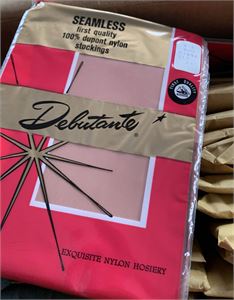 SEAMLESS
first quality
100% dupont nylon
stockings
Debutante
EXQUISITE NYLON HOSIERY